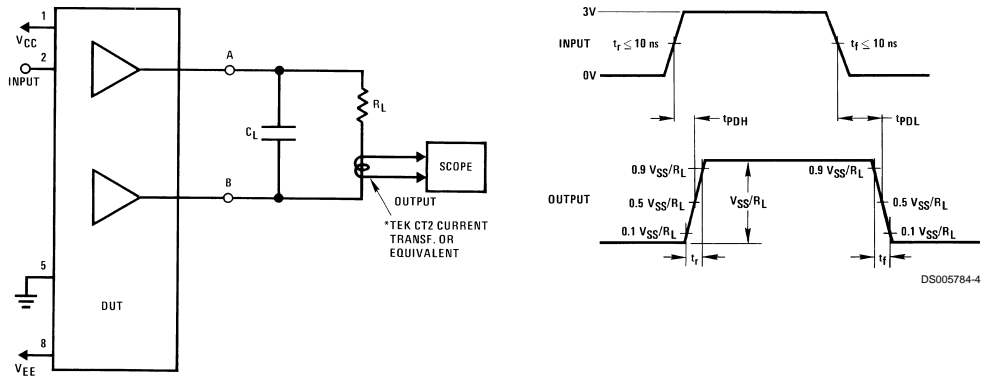 1
VCC
2
INPUT
5
DUT
8
VEE
A
CL
RL
B
SCOPE
OUTPUT
*TEK CT2 CURRENT
TRANSF. OR
EQUIVALENT
3V
INPUT
tr ≤ 10 ns
tf ≤ 10 ns
0V
tPDH
tPDL
0.9 VSS/RL
0.9 VSS/RL
OUTPUT
0.5 VSS/RL
VSS/RL
0.5 VSS/RL
0.1 VSS/RL
0.1 VSS/RL
tr
tf
DS005784-4